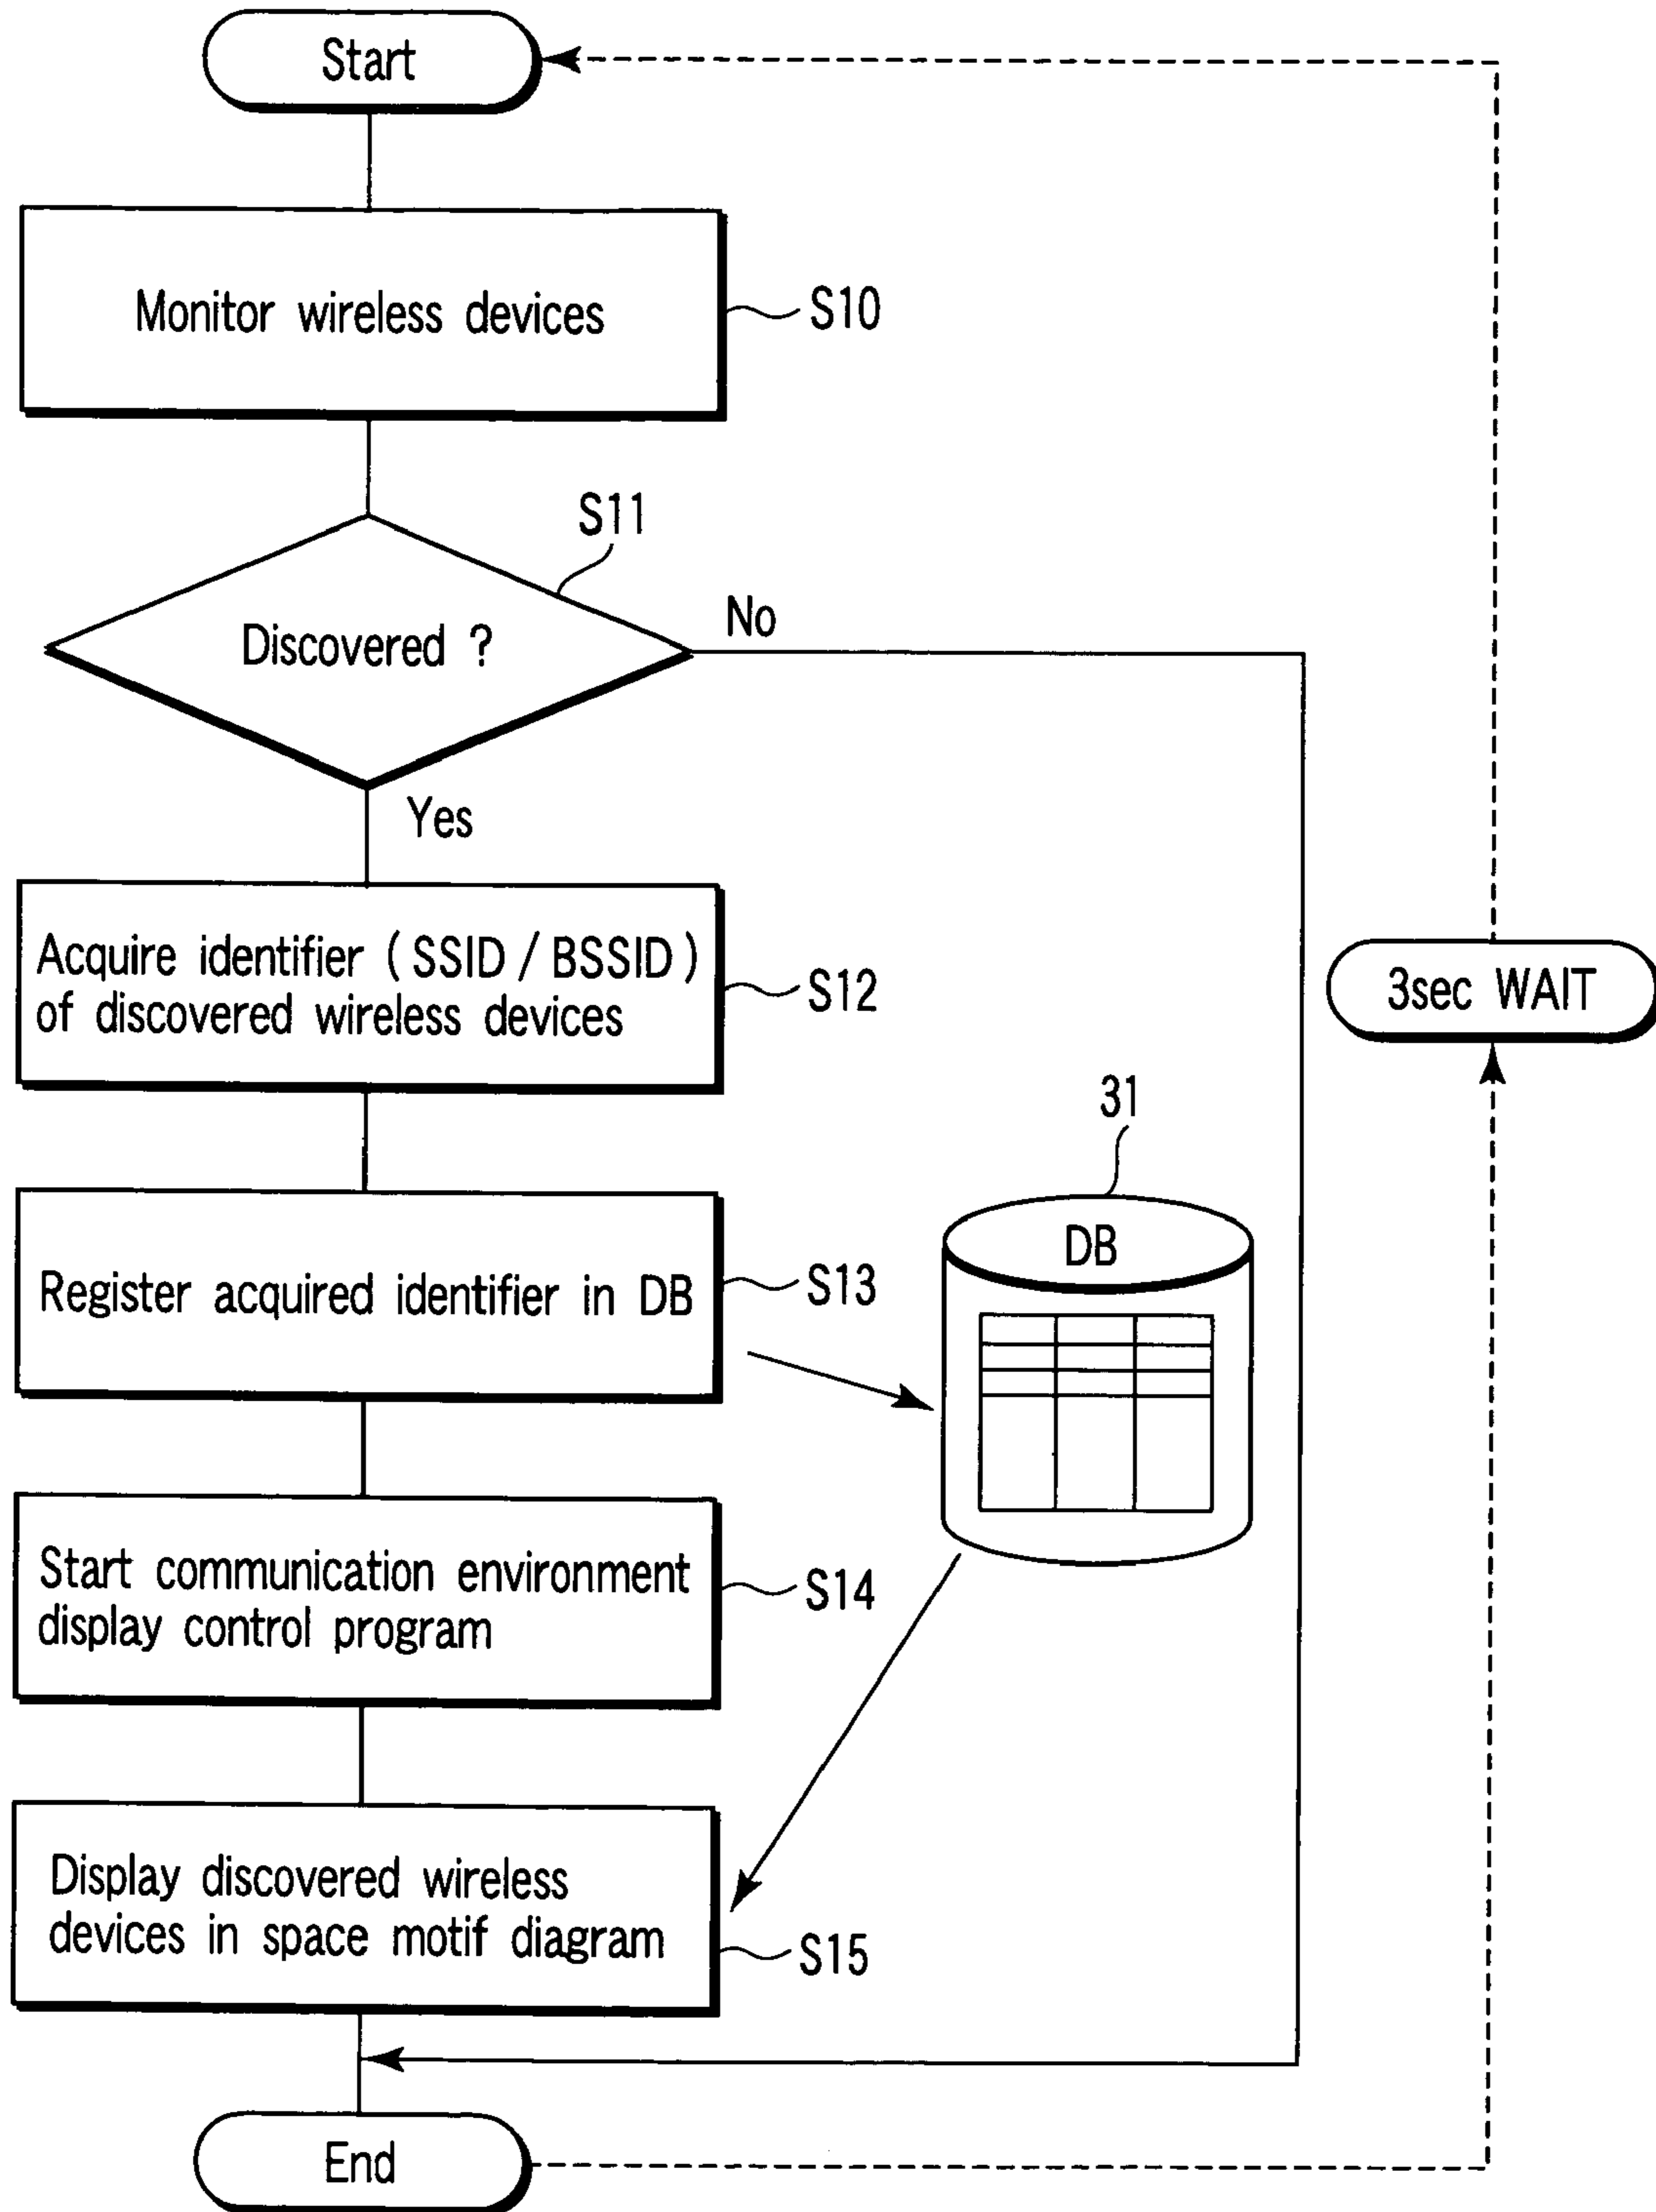 Start
Monitor wireless devices
S10
S11
Discovered ?
No
Yes
Acquire identifier ( SSID / BSSID )
of discovered wireless devices
S12
3sec WAIT
31
DB
Register acquired identifier in DB
S13
Start communication environment
display control program
S14
Display discovered wireless
devices in space motif diagram
S15
End